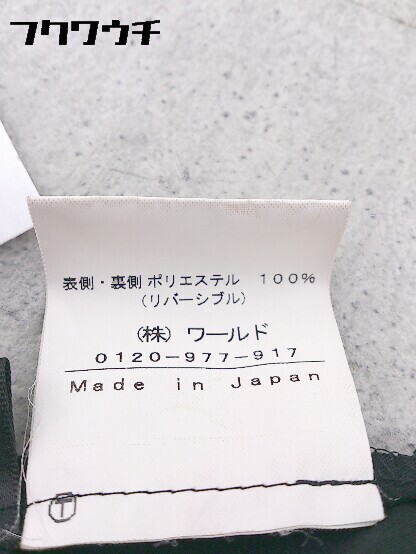 フクワウチ
表側・裏側 ポリエステル 100%
(リバーシブル)
(株) ワールド
0120-977-917
Made in Japan
T